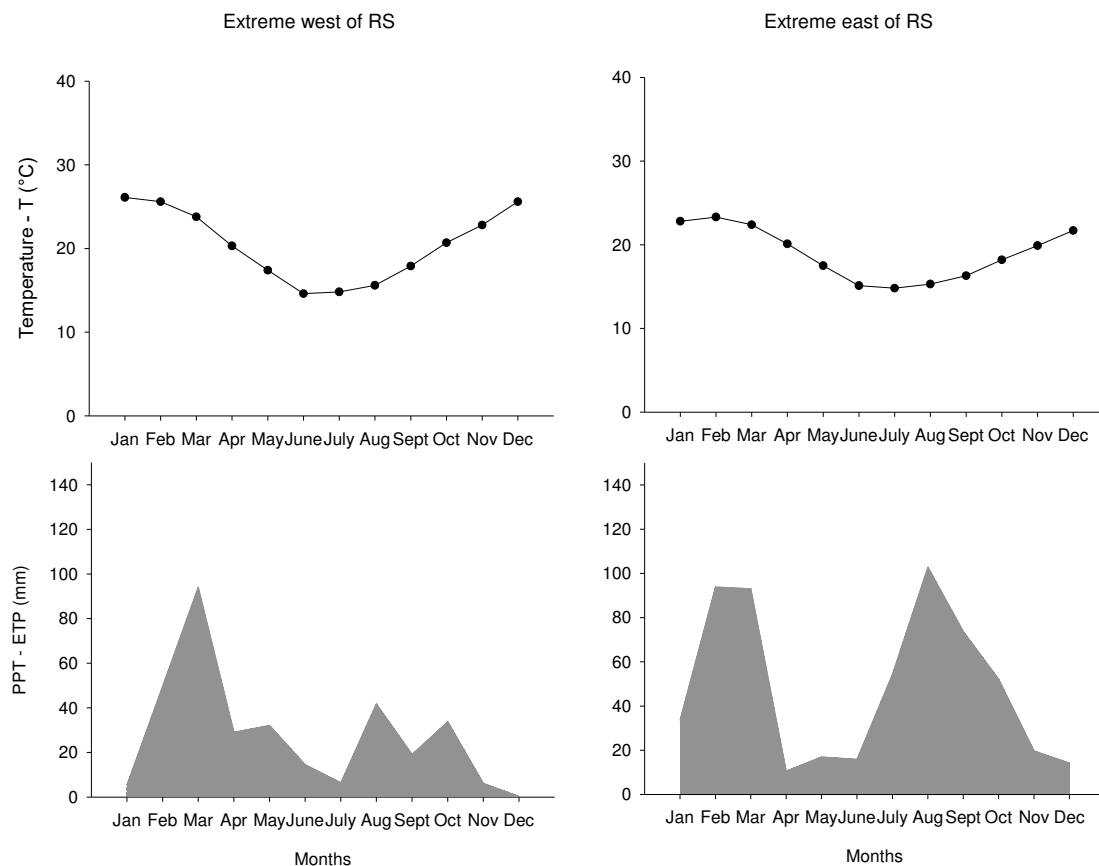 Extreme west of RS
Extreme east of RS
Temperature - T (°C)
40
30
20
10
0
Jan Feb Mar Apr May June July Aug Sept Oct Nov Dec
40
30
20
10
0
Jan Feb Mar Apr May June July Aug Sept Oct Nov Dec
PPT - ETP (mm)
140
120
100
80
60
40
20
0
Jan Feb Mar Apr May June July Aug Sept Oct Nov Dec
Months
140
120
100
80
60
40
20
0
Jan Feb Mar Apr May June July Aug Sept Oct Nov Dec
Months